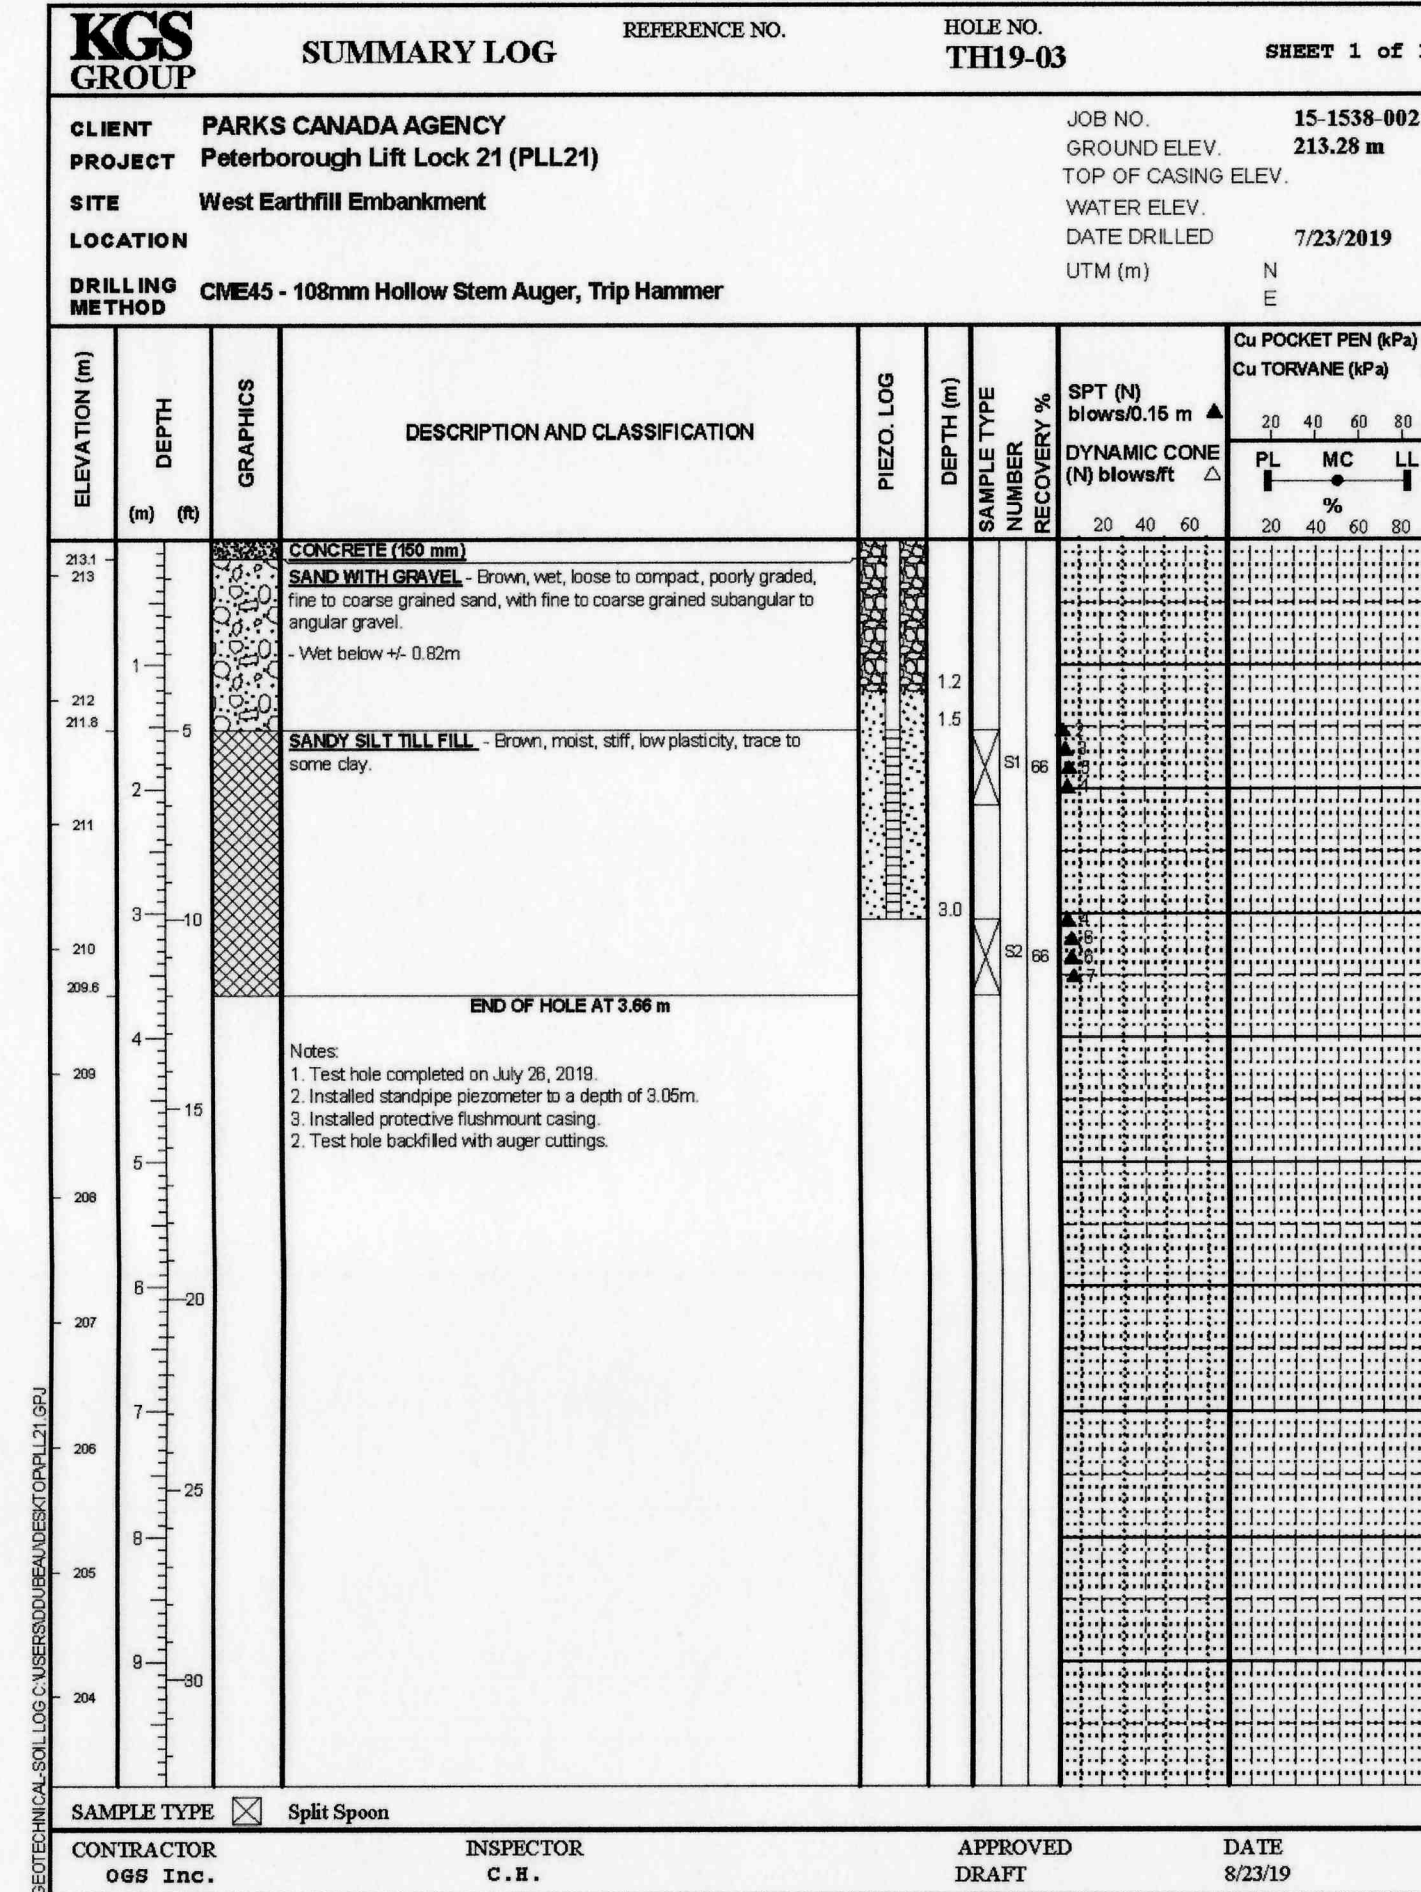 KGS
GROUP
SUMMARY LOG
REFERENCE NO.
HOLE NO.
TH19-03
SHEET 1 of
CLIENT PARKS CANADA AGENCY
PROJECT Peterborough Lift Lock 21 (PLL21)
SITE West Earthfill Embankment
LOCATION
DRILLING METHOD CME45 - 108mm Hollow Stem Auger, Trip Hammer
JOB NO. 15-1538-002
GROUND ELEV. 213.28 m
TOP OF CASING ELEV.
WATER ELEV.
DATE DRILLED 7/23/2019
UTM (m) N
E
ELEVATION (m)
DEPTH
(m) (ft)
GRAPHICS
DESCRIPTION AND CLASSIFICATION
PIEZO. LOG
DEPTH (m)
SAMPLE TYPE
NUMBER
RECOVERY %
SPT (N)
blows/0.15 m ▲
DYNAMIC CONE
(N) blows/ft △
20 40 60
Cu POCKET PEN (kPa)
Cu TORVANE (kPa)
20 40 60 80
PL MC LL
%
20 40 60 80
213.1
213
212
211.8
211
210
209.6
209
208
207
206
205
204
1
2
3
4
5
6
7
8
9
5
10
15
20
25
30
CONCRETE (150 mm)
SAND WITH GRAVEL - Brown, wet, loose to compact, poorly graded,
fine to coarse grained sand, with fine to coarse grained subangular to
angular gravel.
- Wet below +/- 0.82m
SANDY SILT TILL FILL - Brown, moist, stiff, low plasticity, trace to
some clay.
END OF HOLE AT 3.66 m
Notes:
1. Test hole completed on July 26, 2019.
2. Installed standpipe piezometer to a depth of 3.05m.
3. Installed protective flushmount casing.
2. Test hole backfilled with auger cuttings.
1.2
1.5
3.0
S1 66
S2 66
4
6
6
7
GEOTECHNICAL-SOIL LOG C:\USERS\DDUBEAU\DESKTOP\PLL21.GPJ
SAMPLE TYPE Split Spoon
CONTRACTOR
OGS Inc.
INSPECTOR
C.H.
APPROVED
DRAFT
DATE
8/23/19